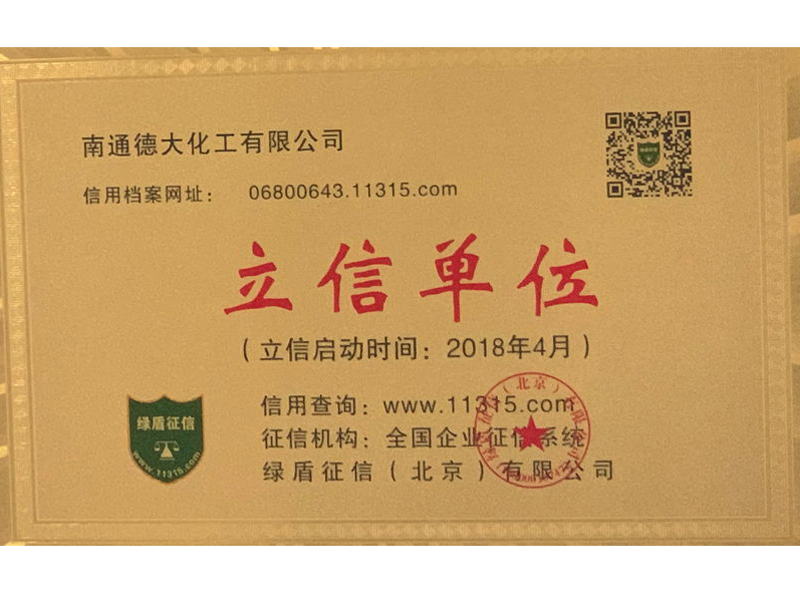 南通德大化工有限公司
信用档案网址： 06800643.11315.com
立信单位
（立信启动时间：2018年4月）
信用查询：www.11315.com
征信机构：全国企业征信系统
绿盾征信（北京）有限公司
绿盾征信
www.11315.com